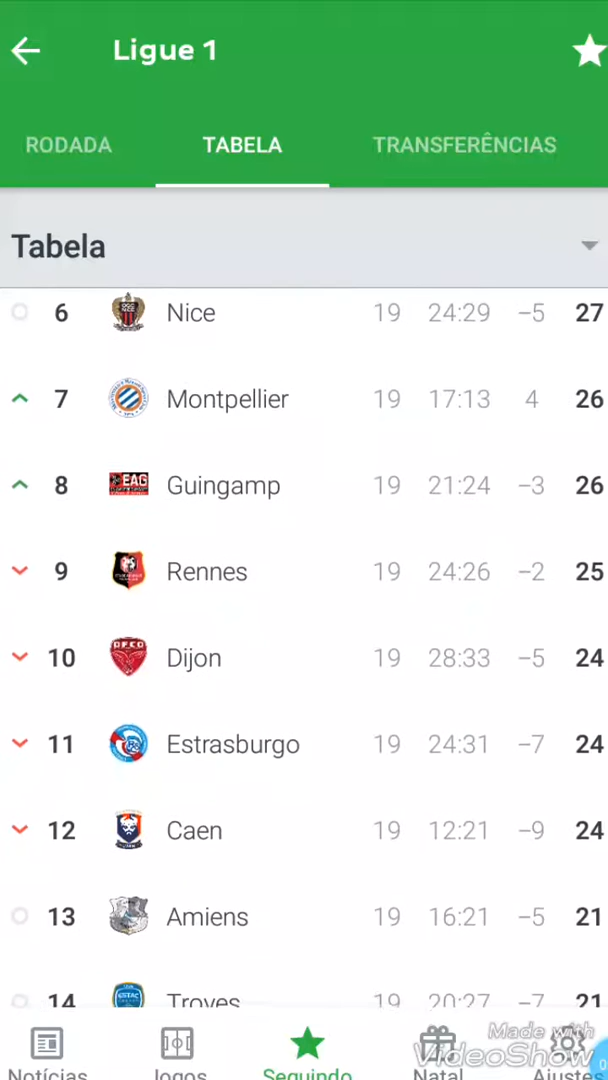 Ligue 1
RODADA TABELA TRANSFERÊNCIAS
Tabela
6 Nice 19 24:29 −5 27
7 Montpellier 19 17:13 4 26
8 EAG Guingamp 19 21:24 −3 26
9 Rennes 19 24:26 −2 25
10 DFCO Dijon 19 28:33 −5 24
11 Estrasburgo 19 24:31 −7 24
12 Caen 19 12:21 −9 24
13 Amiens 19 16:21 −5 21
14 ESTAC Troyes 19 20:27 −7 21
Made with
VideoShow
Notícias Jogos Seguindo Natal Ajustes